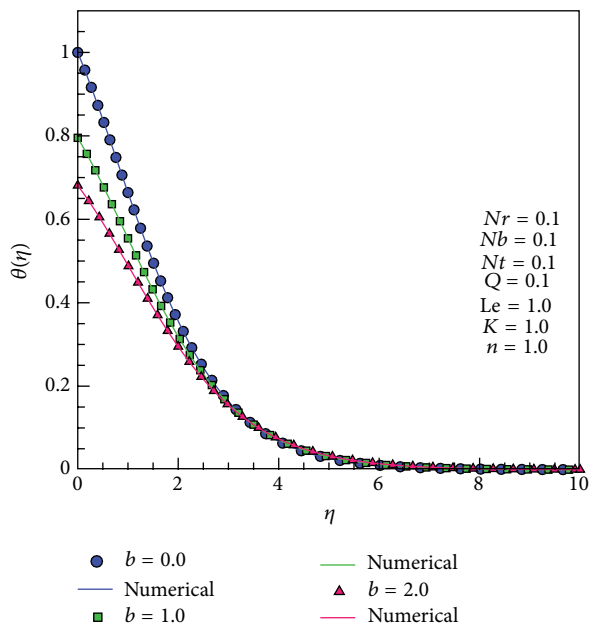 1
0.8
0.6
0.4
0.2
0
θ(η)
0
2
4
6
8
10
η
Nr = 0.1
Nb = 0.1
Nt = 0.1
Q = 0.1
Le = 1.0
K = 1.0
n = 1.0
b = 0.0
Numerical
b = 1.0
Numerical
b = 2.0
Numerical